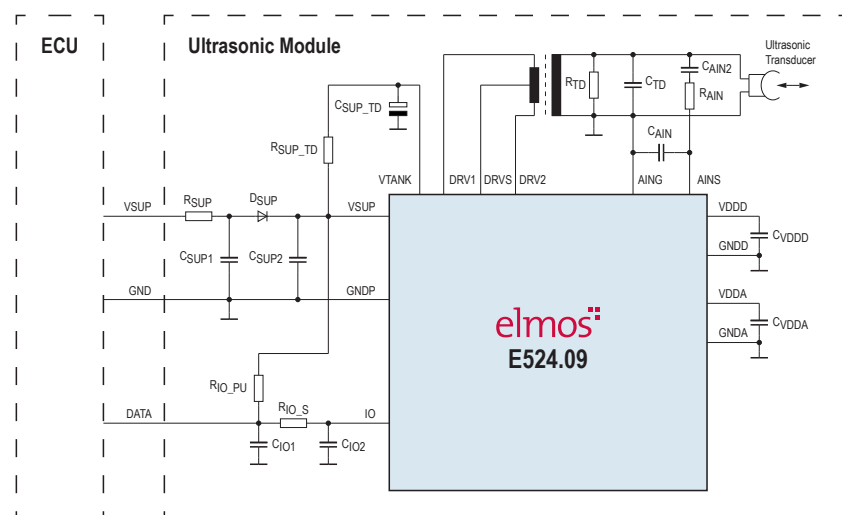 ECU
Ultrasonic Module
Ultrasonic
Transducer
CSUP_TD
RTD
CTD
CAIN2
RAIN
CAIN
RSUP_TD
VTANK
DRV1
DRVS
DRV2
AING
AINS
VSUP
RSUP
DSUP
VSUP
VDDD
CVDDD
CSUP1
CSUP2
GNDD
GND
GNDP
VDDA
CVDDA
GNDA
elmos
E524.09
RIO_PU
DATA
RIO_S
IO
CIO1
CIO2